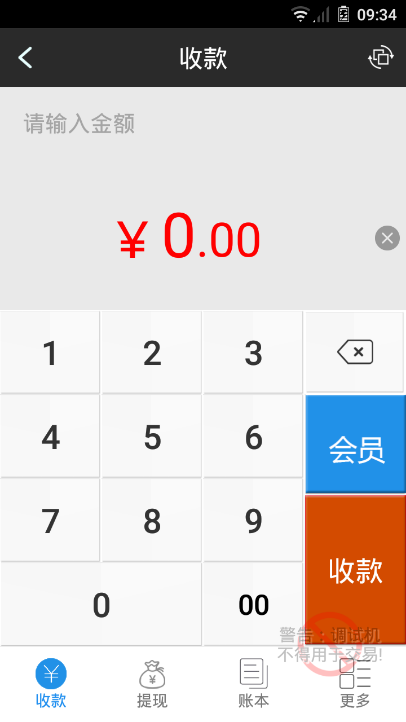 09:34
收款
请输入金额
¥ 0.00
1 2 3
4 5 6 会员
7 8 9
收款
0 00
警告：调试机
不得用于交易!
收款 提现 账本 更多